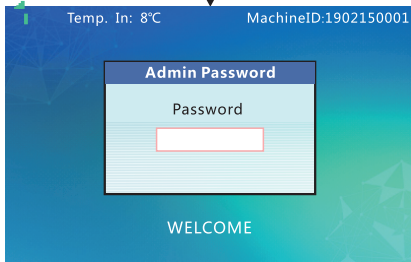 Temp. In: 8℃ MachineID:1902150001
Admin Password
Password
WELCOME